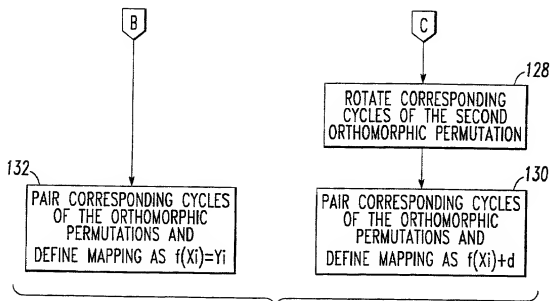 B
C
128
ROTATE CORRESPONDING
CYCLES OF THE SECOND
ORTHOMORPHIC PERMUTATION
132
PAIR CORRESPONDING CYCLES
OF THE ORTHOMORPHIC
PERMUTATIONS AND
DEFINE MAPPING AS f(Xi)=Yi
130
PAIR CORRESPONDING CYCLES
OF THE ORTHOMORPHIC
PERMUTATIONS AND
DEFINE MAPPING AS f(Xi)+d